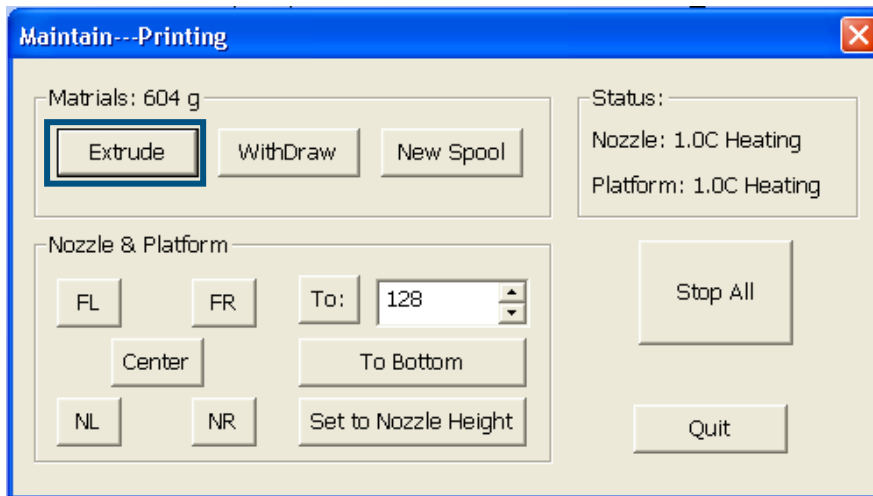 Maintain---Printing
Matrials: 604 g
Extrude WithDraw New Spool
Status:
Nozzle: 1.0C Heating
Platform: 1.0C Heating
Nozzle & Platform
FL FR To: 128
Center To Bottom
NL NR Set to Nozzle Height
Stop All
Quit